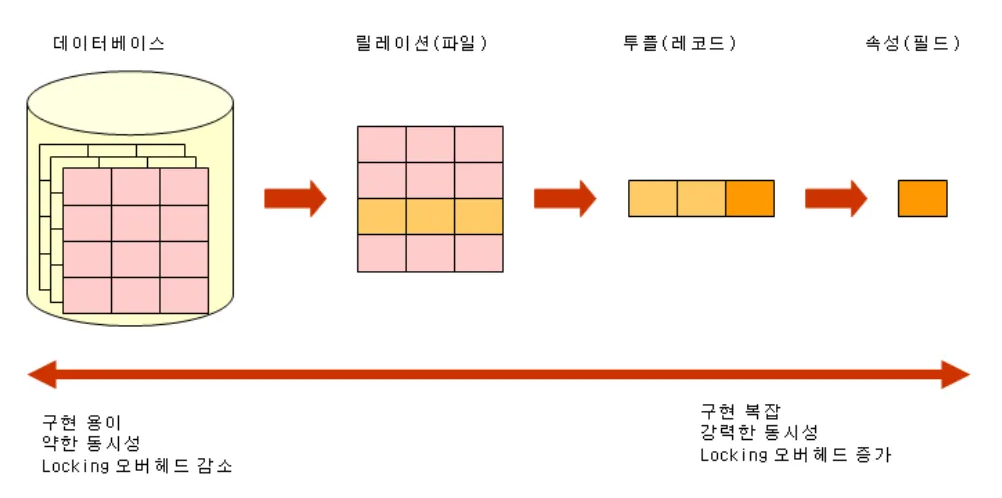 데이터베이스
릴레이션(파일)
투플(레코드)
속성(필드)
구현 용이
약한 동시성
Locking 오버헤드 감소
구현 복잡
강력한 동시성
Locking 오버헤드 증가